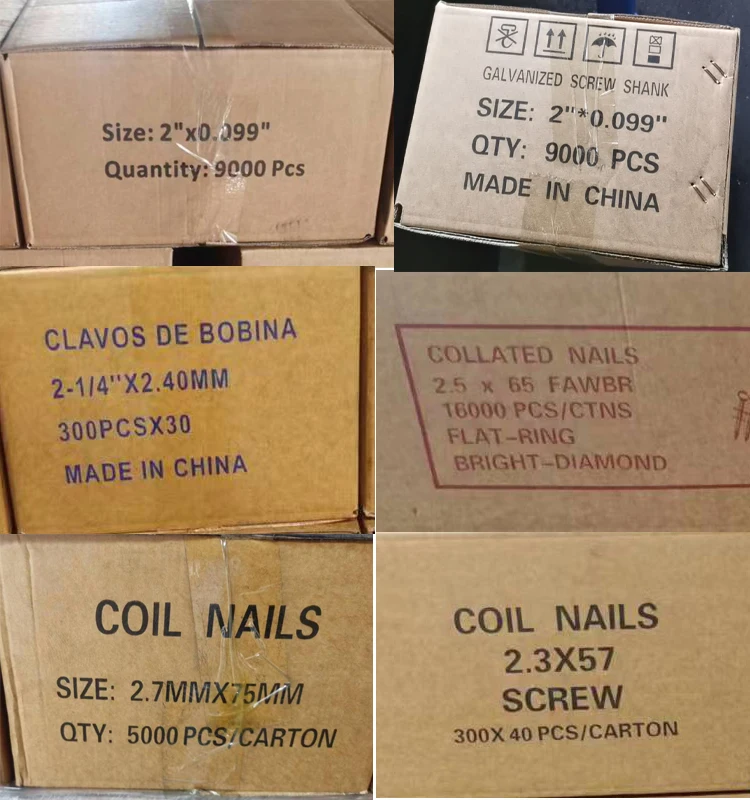 Size: 2"x0.099"
Quantity: 9000 Pcs
GALVANIZED SCREW SHANK
SIZE: 2"*0.099"
QTY: 9000 PCS
MADE IN CHINA
CLAVOS DE BOBINA
2-1/4"X2.40MM
300PCSX30
MADE IN CHINA
COLLATED NAILS
2.5 x 65 FAWBR
16000 PCS/CTNS
FLAT-RING
BRIGHT-DIAMOND
COIL NAILS
SIZE: 2.7MMX75MM
QTY: 5000 PCS/CARTON
COIL NAILS
2.3X57
SCREW
300X 40 PCS/CARTON